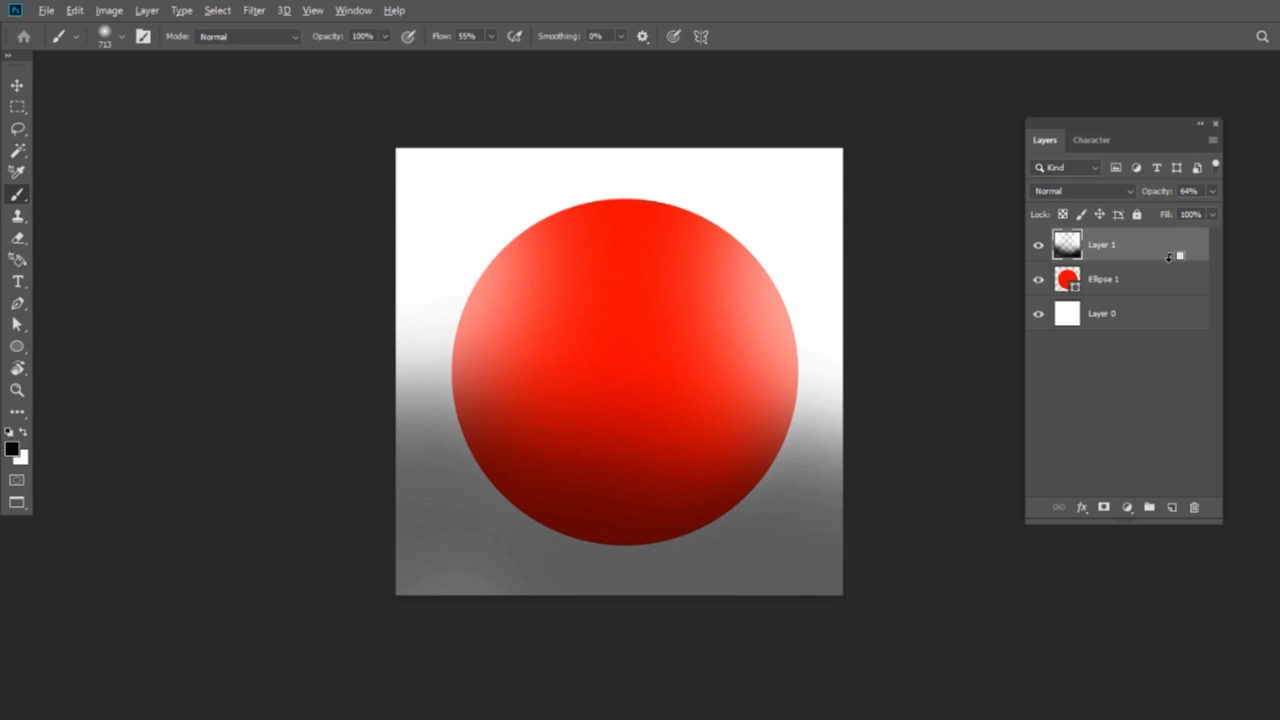 Ps File Edit Image Layer Type Select Filter 3D View Window Help
713 Mode: Normal Opacity: 100% Flow: 55% Smoothing: 0%
Layers Character
Kind
Normal Opacity: 64%
Lock: Fill: 100%
Layer 1
Ellipse 1
Layer 0
fx